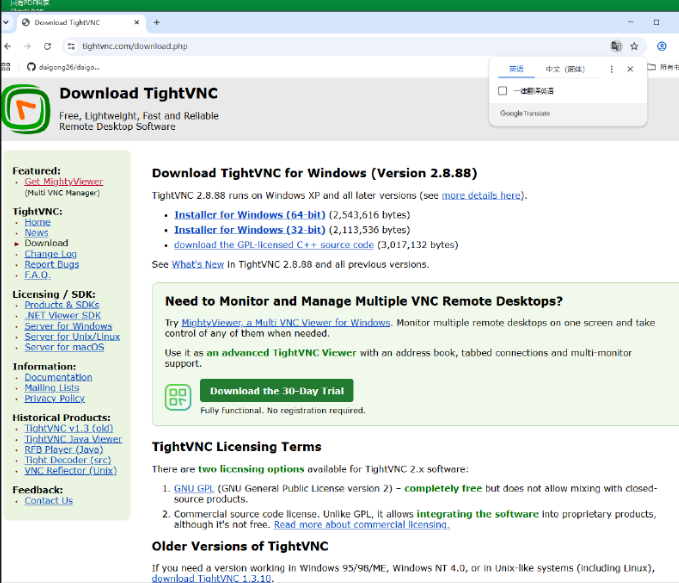 Download TightVNC
tightvnc.com/download.php
daigong26/daigo...
所有书
英语
中文（简体）
一律翻译英语
Google Translate
Download TightVNC
Free, Lightweight, Fast and Reliable
Remote Desktop Software
Featured:
Get MightyViewer
(Multi VNC Manager)
TightVNC:
Home
News
Download
Change Log
Report Bugs
F.A.Q.
Licensing / SDK:
Products & SDKs
.NET Viewer SDK
Server for Windows
Server for Unix/Linux
Server for macOS
Information:
Documentation
Mailing Lists
Privacy Policy
Historical Products:
TightVNC v1.3 (old)
TightVNC Java Viewer
RFB Player (Java)
Tight Decoder (src)
VNC Reflector (Unix)
Feedback:
Contact Us
Download TightVNC for Windows (Version 2.8.88)
TightVNC 2.8.88 runs on Windows XP and all later versions (see more details here).
Installer for Windows (64-bit) (2,543,616 bytes)
Installer for Windows (32-bit) (2,113,536 bytes)
download the GPL-licensed C++ source code (3,017,132 bytes)
See What's New in TightVNC 2.8.88 and all previous versions.
Need to Monitor and Manage Multiple VNC Remote Desktops?
Try MightyViewer, a Multi VNC Viewer for Windows. Monitor multiple remote desktops on one screen and take
control of any of them when needed.
Use it as an advanced TightVNC Viewer with an address book, tabbed connections and multi-monitor
support.
Download the 30-Day Trial
Fully functional. No registration required.
TightVNC Licensing Terms
There are two licensing options available for TightVNC 2.x software:
1. GNU GPL (GNU General Public License version 2) – completely free but does not allow mixing with closed-
source products.
2. Commercial source code license. Unlike GPL, it allows integrating the software into proprietary products,
although it's not free. Read more about commercial licensing.
Older Versions of TightVNC
If you need a version working in Windows 95/98/ME, Windows NT 4.0, or in Unix-like systems (including Linux),
download TightVNC 1.3.10.